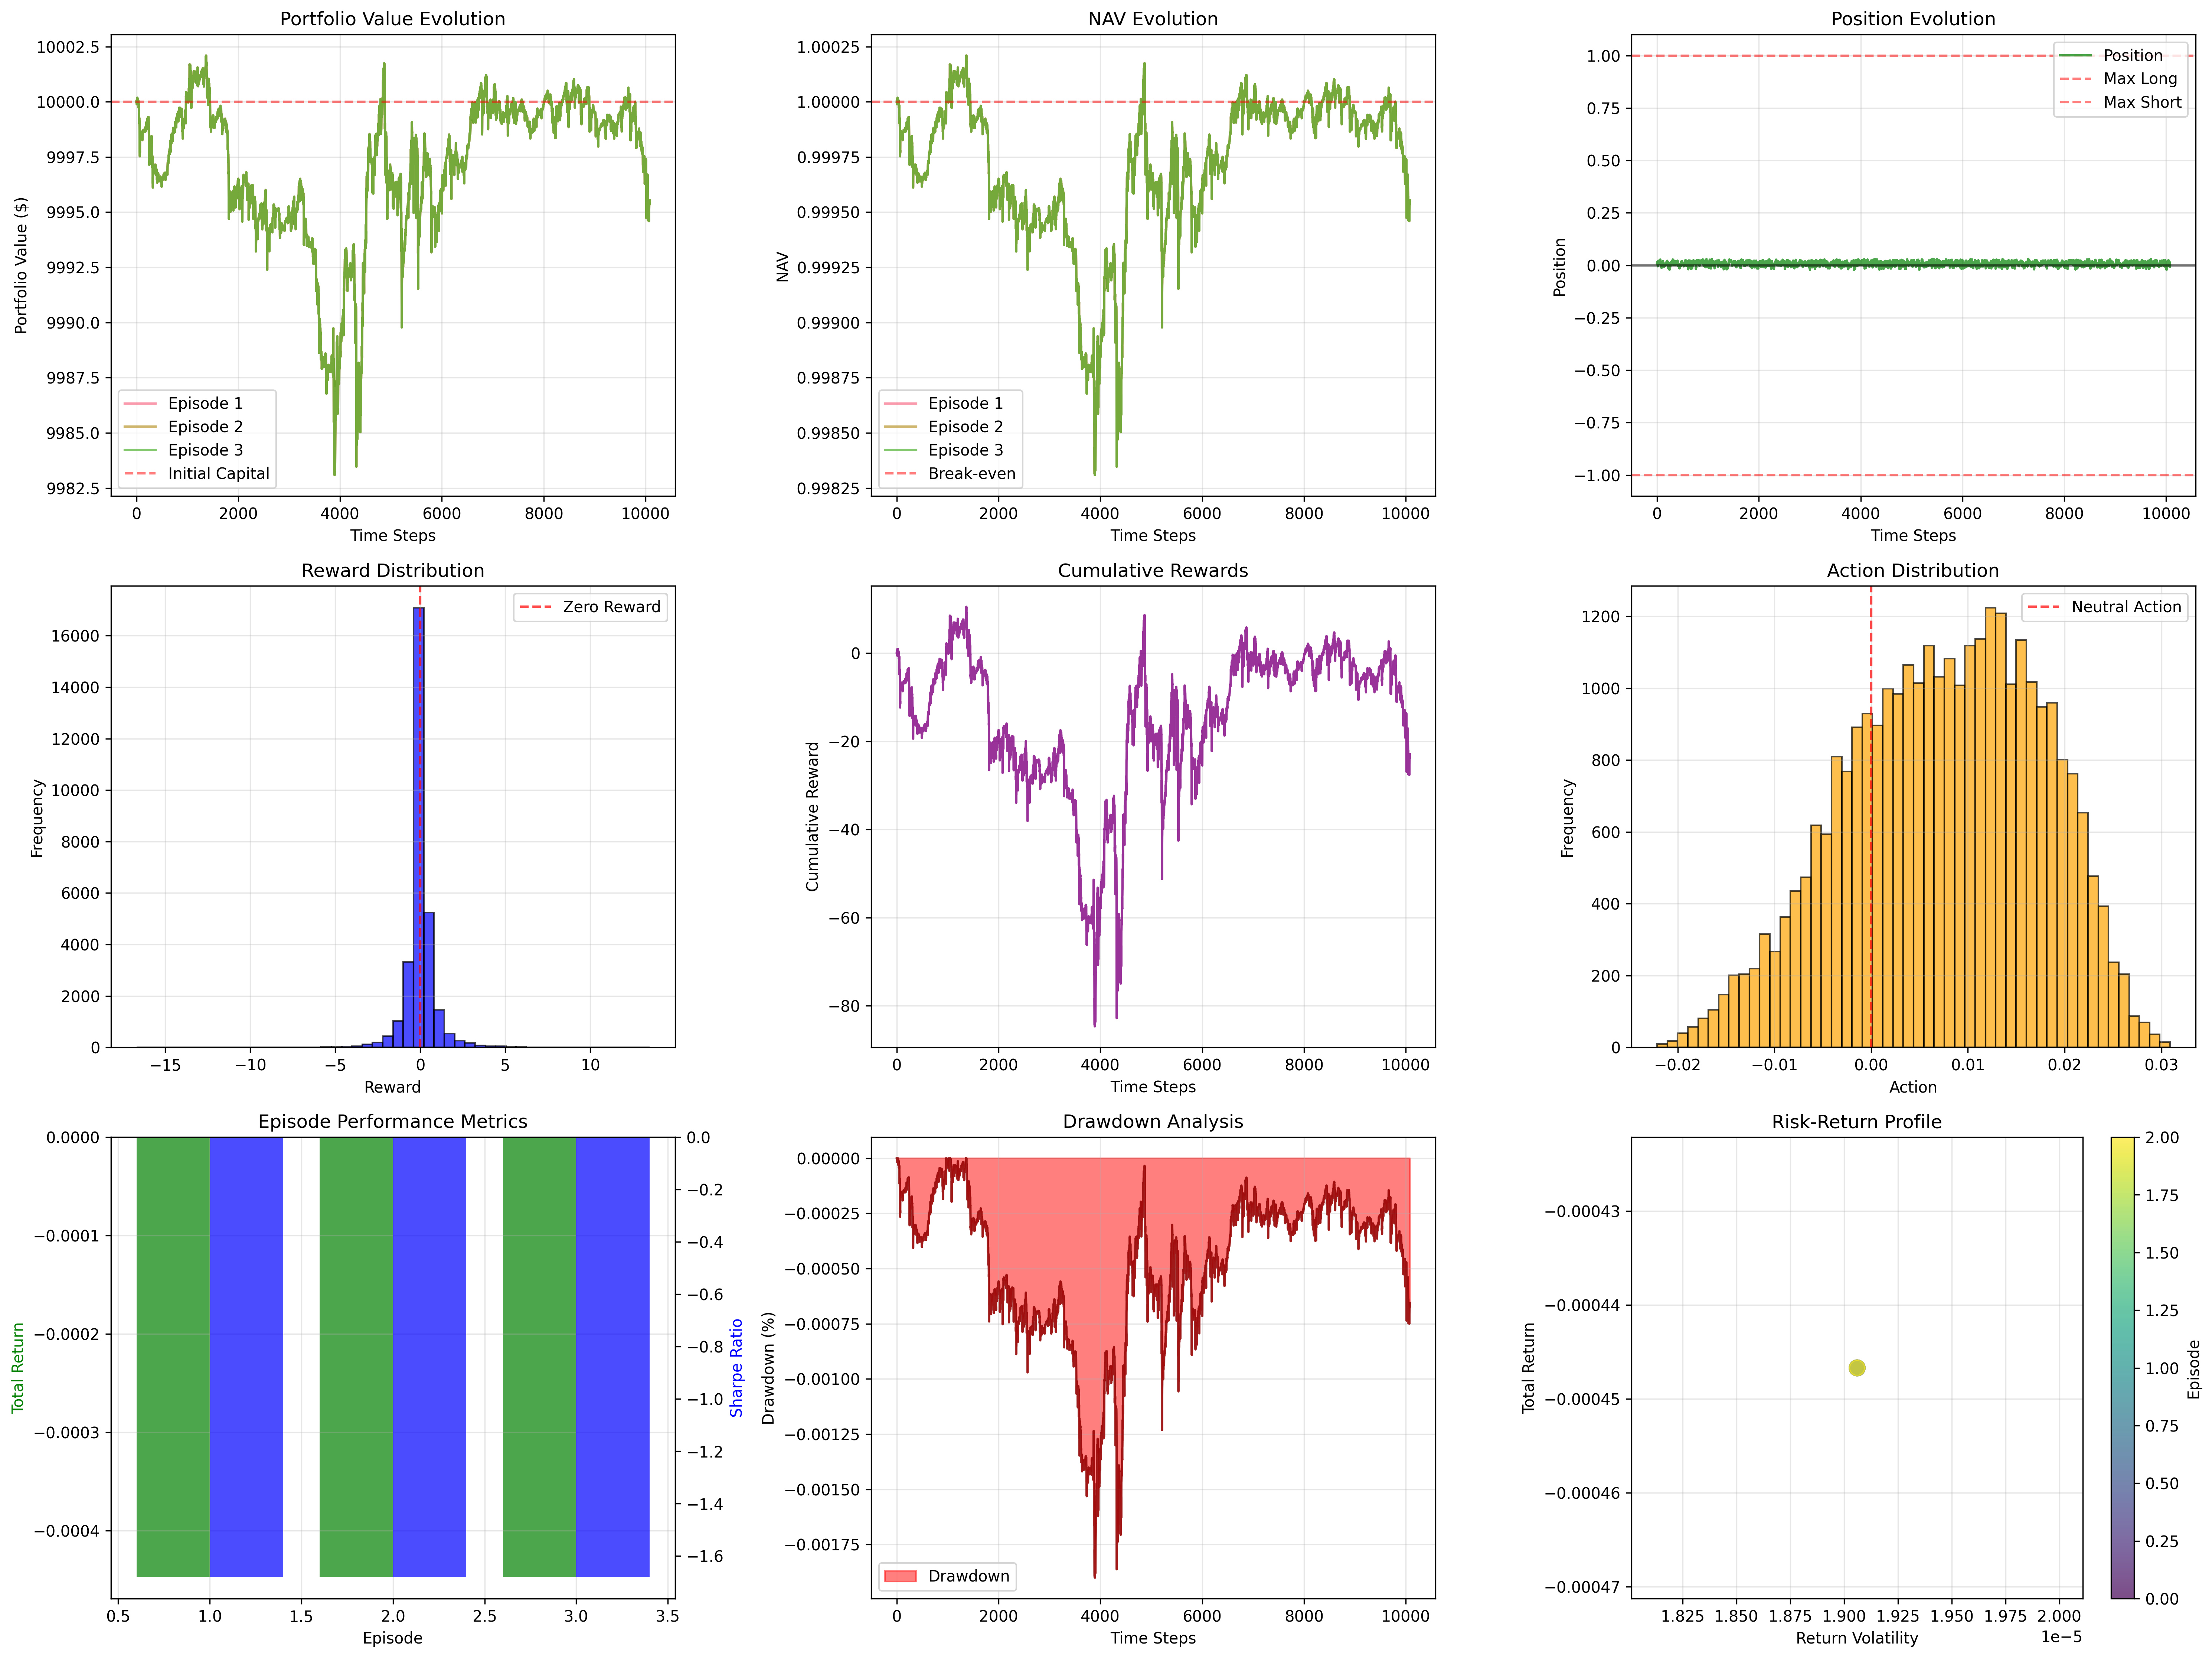 Portfolio Value Evolution
Portfolio Value ($)
10002.5
10000.0
9997.5
9995.0
9992.5
9990.0
9987.5
9985.0
9982.5
Episode 1
Episode 2
Episode 3
Initial Capital
0 2000 4000 6000 8000 10000
Time Steps
NAV Evolution
NAV
1.00025
1.00000
0.99975
0.99950
0.99925
0.99900
0.99875
0.99850
0.99825
Episode 1
Episode 2
Episode 3
Break-even
0 2000 4000 6000 8000 10000
Time Steps
Position Evolution
Position
1.00
0.75
0.50
0.25
0.00
−0.25
−0.50
−0.75
−1.00
Position
Max Long
Max Short
0 2000 4000 6000 8000 10000
Time Steps
Reward Distribution
Frequency
16000
14000
12000
10000
8000
6000
4000
2000
0
Zero Reward
−15 −10 −5 0 5 10
Reward
Cumulative Rewards
Cumulative Reward
0
−20
−40
−60
−80
0 2000 4000 6000 8000 10000
Time Steps
Action Distribution
Frequency
1200
1000
800
600
400
200
0
Neutral Action
−0.02 −0.01 0.00 0.01 0.02 0.03
Action
Episode Performance Metrics
Total Return
0.0000
−0.0001
−0.0002
−0.0003
−0.0004
0.5 1.0 1.5 2.0 2.5 3.0 3.5
Episode
0.0
−0.2
−0.4
−0.6
−0.8
−1.0
−1.2
−1.4
−1.6
Sharpe Ratio
Drawdown Analysis
Drawdown (%)
0.00000
−0.00025
−0.00050
−0.00075
−0.00100
−0.00125
−0.00150
−0.00175
Drawdown
0 2000 4000 6000 8000 10000
Time Steps
Risk-Return Profile
Total Return
−0.00043
−0.00044
−0.00045
−0.00046
−0.00047
1.825 1.850 1.875 1.900 1.925 1.950 1.975 2.000
1e−5
Return Volatility
2.00
1.75
1.50
1.25
1.00
0.75
0.50
0.25
0.00
Episode